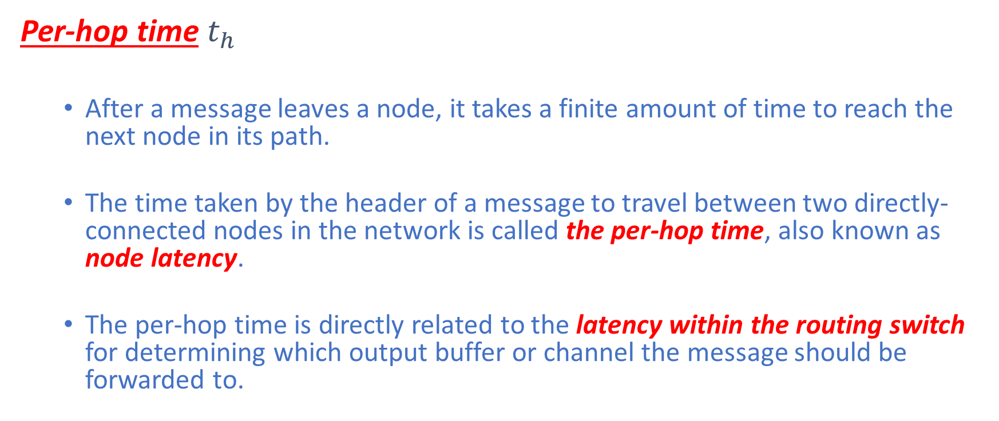 Per-hop time t_h
• After a message leaves a node, it takes a finite amount of time to reach the
next node in its path.
• The time taken by the header of a message to travel between two directly-
connected nodes in the network is called the per-hop time, also known as
node latency.
• The per-hop time is directly related to the latency within the routing switch
for determining which output buffer or channel the message should be
forwarded to.